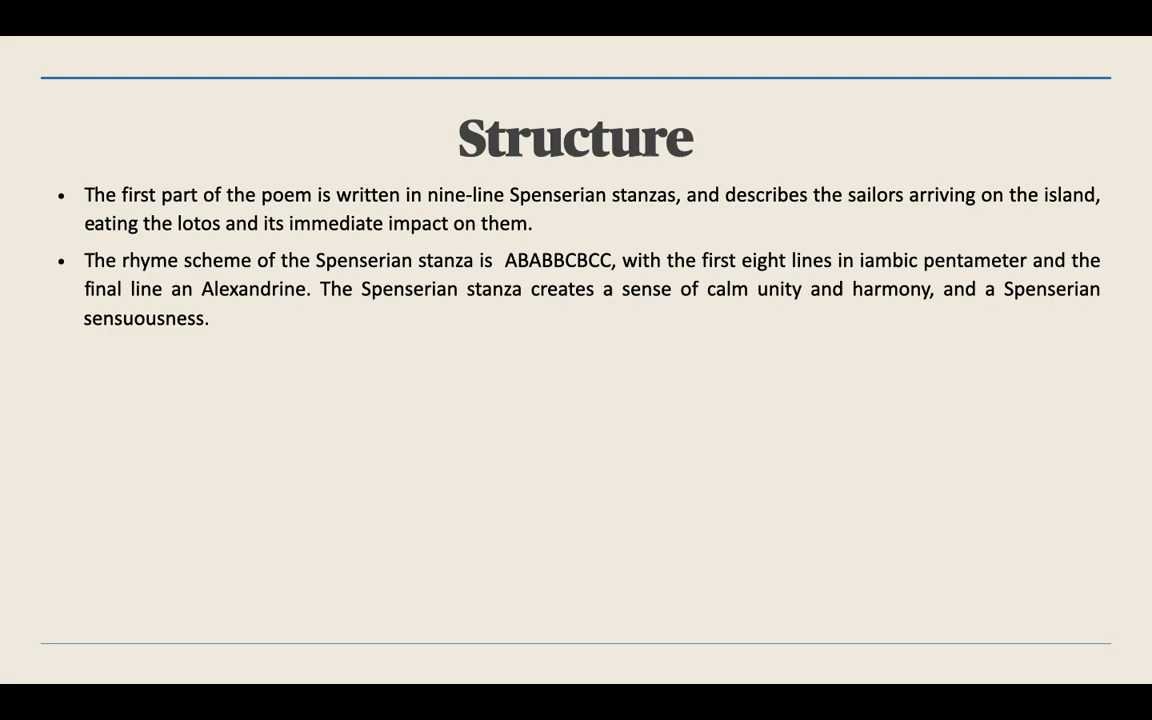 Structure
• The first part of the poem is written in nine-line Spenserian stanzas, and describes the sailors arriving on the island,
eating the lotos and its immediate impact on them.
• The rhyme scheme of the Spenserian stanza is  ABABBCBCC, with the first eight lines in iambic pentameter and the
final line an Alexandrine. The Spenserian stanza creates a sense of calm unity and harmony, and a Spenserian
sensuousness.